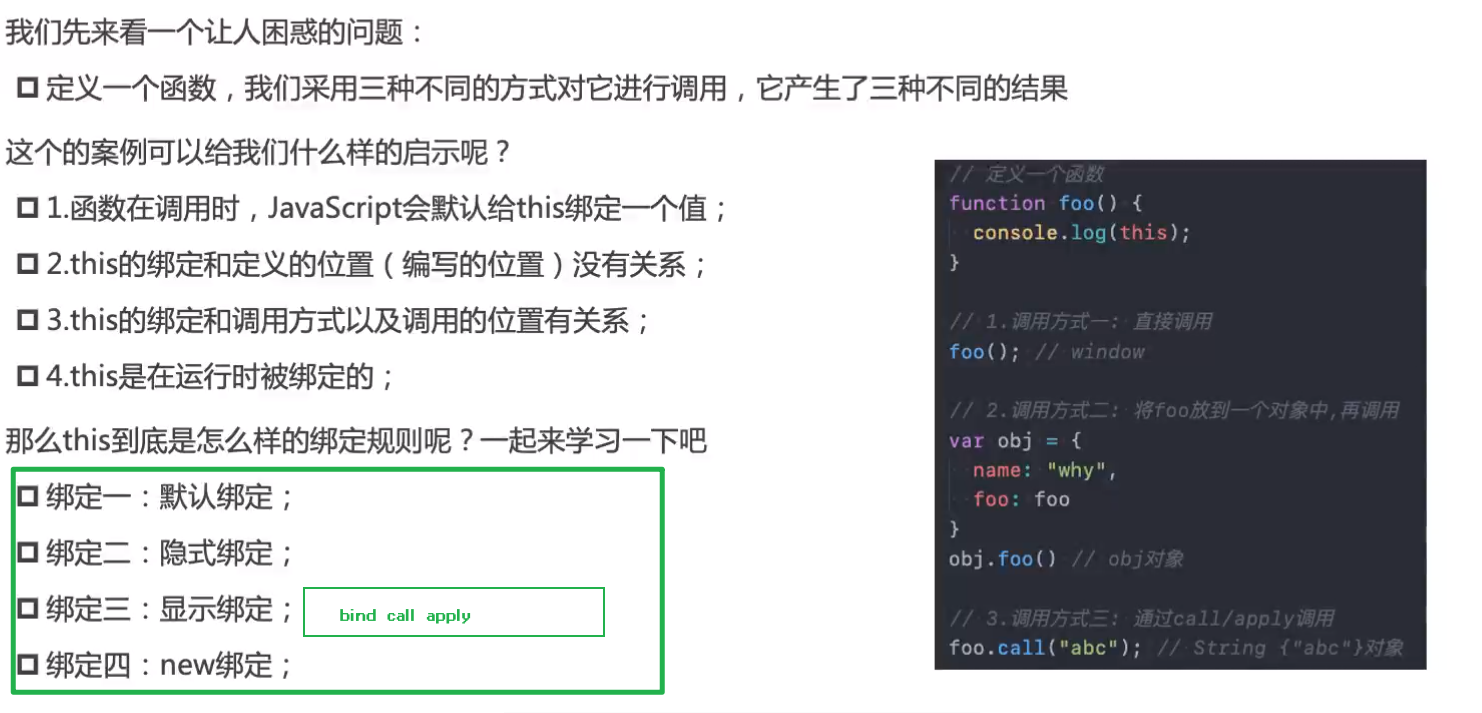 我们先来看一个让人困惑的问题：
定义一个函数，我们采用三种不同的方式对它进行调用，它产生了三种不同的结果
这个的案例可以给我们什么样的启示呢？
1.函数在调用时，JavaScript会默认给this绑定一个值；
2.this的绑定和定义的位置（编写的位置）没有关系；
3.this的绑定和调用方式以及调用的位置有关系；
4.this是在运行时被绑定的；
那么this到底是怎么样的绑定规则呢？一起来学习一下吧
绑定一：默认绑定；
绑定二：隐式绑定；
绑定三：显示绑定；
bind call apply
绑定四：new绑定；
// 定义一个函数
function foo() {
console.log(this);
}
// 1.调用方式一: 直接调用
foo(); // window
// 2.调用方式二: 将foo放到一个对象中,再调用
var obj = {
name: "why",
foo: foo
}
obj.foo() // obj对象
// 3.调用方式三: 通过call/apply调用
foo.call("abc"); // String {"abc"}对象